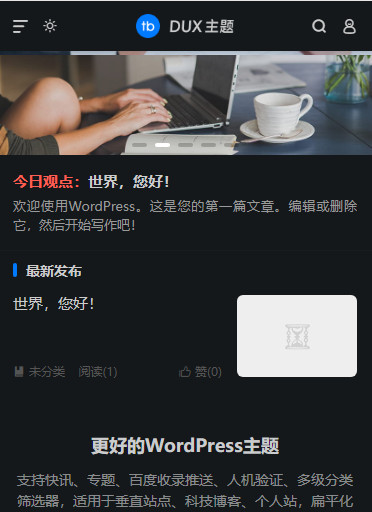 tb DUX 主题
今日观点：世界，您好！
欢迎使用WordPress。这是您的第一篇文章。编辑或删除
它，然后开始写作吧！
最新发布
世界，您好！
未分类 阅读(1) 赞(0)
更好的WordPress主题
支持快讯、专题、百度收录推送、人机验证、多级分类
筛选器，适用于垂直站点、科技博客、个人站，扁平化